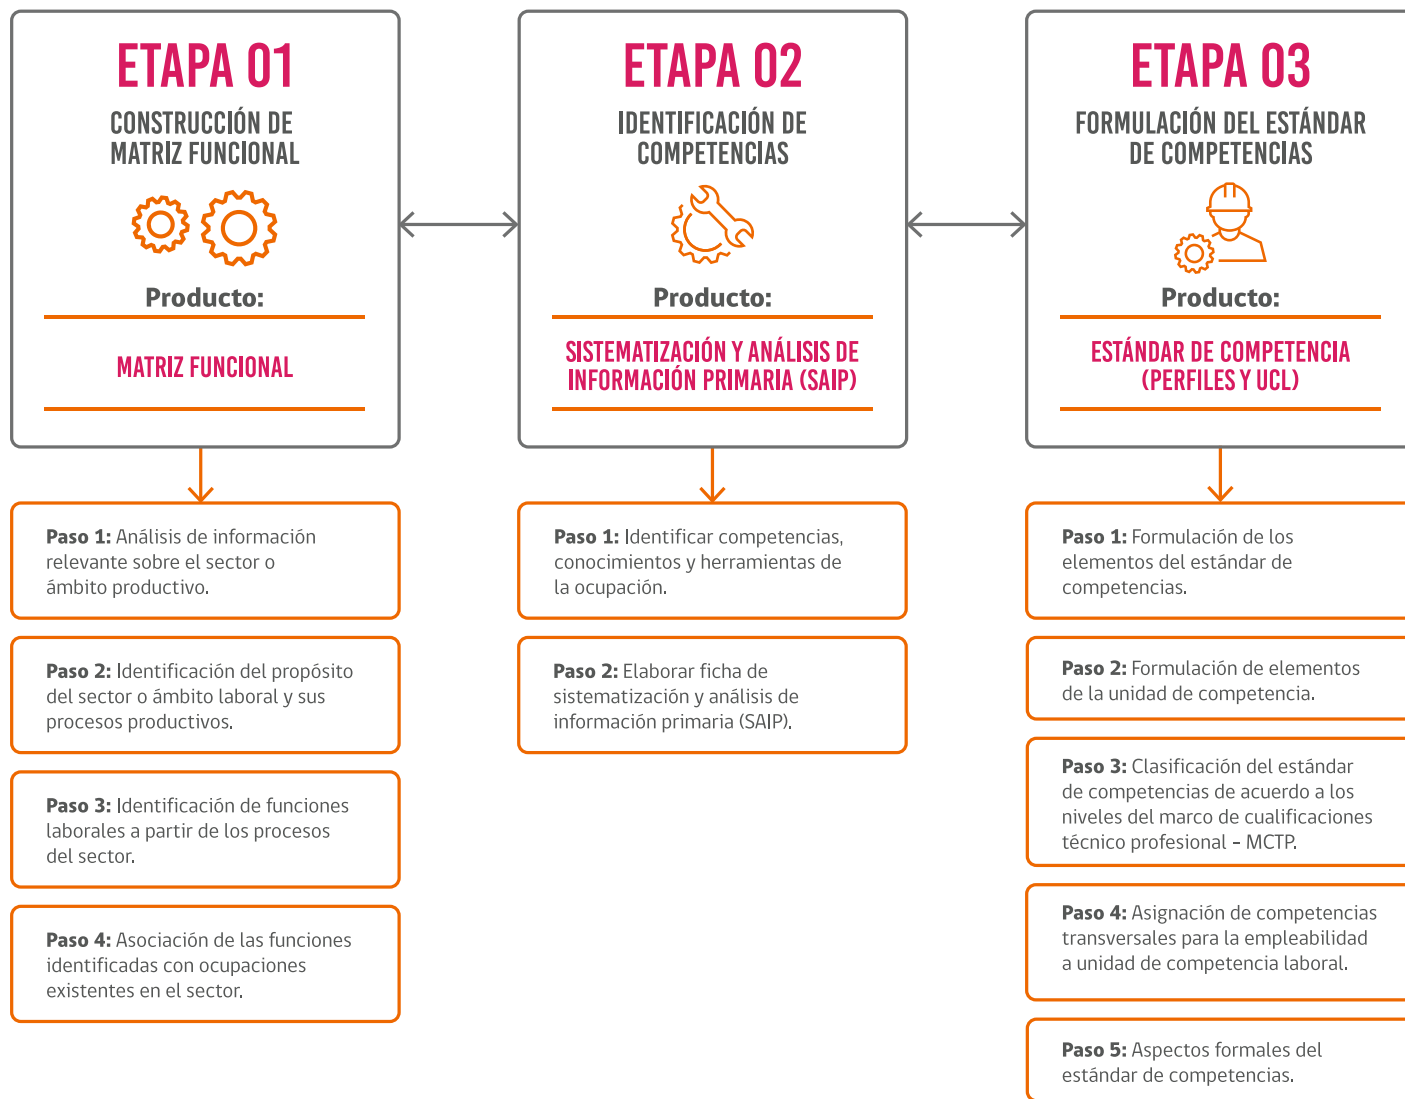 ETAPA 01
CONSTRUCCIÓN DE
MATRIZ FUNCIONAL
Producto:
MATRIZ FUNCIONAL
Paso 1: Análisis de información
relevante sobre el sector o
ámbito productivo.
Paso 2: Identificación del propósito
del sector o ámbito laboral y sus
procesos productivos.
Paso 3: Identificación de funciones
laborales a partir de los procesos
del sector.
Paso 4: Asociación de las funciones
identificadas con ocupaciones
existentes en el sector.
ETAPA 02
IDENTIFICACIÓN DE
COMPETENCIAS
Producto:
SISTEMATIZACIÓN Y ANÁLISIS DE
INFORMACIÓN PRIMARIA (SAIP)
Paso 1: Identificar competencias,
conocimientos y herramientas de
la ocupación.
Paso 2: Elaborar ficha de
sistematización y análisis de
información primaria (SAIP).
ETAPA 03
FORMULACIÓN DEL ESTÁNDAR
DE COMPETENCIAS
Producto:
ESTÁNDAR DE COMPETENCIA
(PERFILES Y UCL)
Paso 1: Formulación de los
elementos del estándar de
competencias.
Paso 2: Formulación de elementos
de la unidad de competencia.
Paso 3: Clasificación del estándar
de competencias de acuerdo a los
niveles del marco de cualificaciones
técnico profesional - MCTP.
Paso 4: Asignación de competencias
transversales para la empleabilidad
a unidad de competencia laboral.
Paso 5: Aspectos formales del
estándar de competencias.